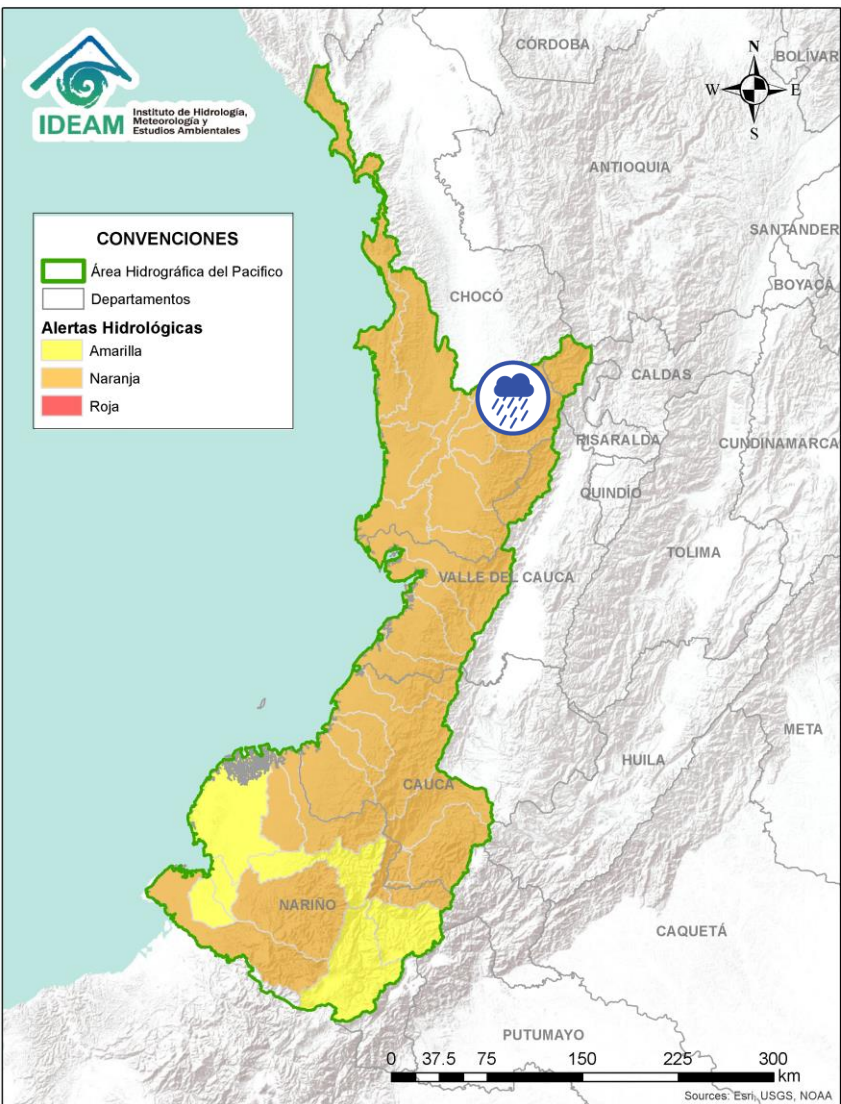 IDEAM
Instituto de Hidrología,
Meteorología y
Estudios Ambientales
CONVENCIONES
Área Hidrográfica del Pacifico
Departamentos
Alertas Hidrológicas
Amarilla
Naranja
Roja
N
W
E
S
CÓRDOBA
BOLÍVAR
ANTIOQUIA
SANTANDER
BOYACÁ
CHOCÓ
CALDAS
RISARALDA
CUNDINAMARCA
QUINDÍO
TOLIMA
VALLE DEL CAUCA
META
HUILA
CAUCA
NARIÑO
CAQUETÁ
PUTUMAYO
0 37.5 75 150 225 300
km
Sources: Esri, USGS, NOAA